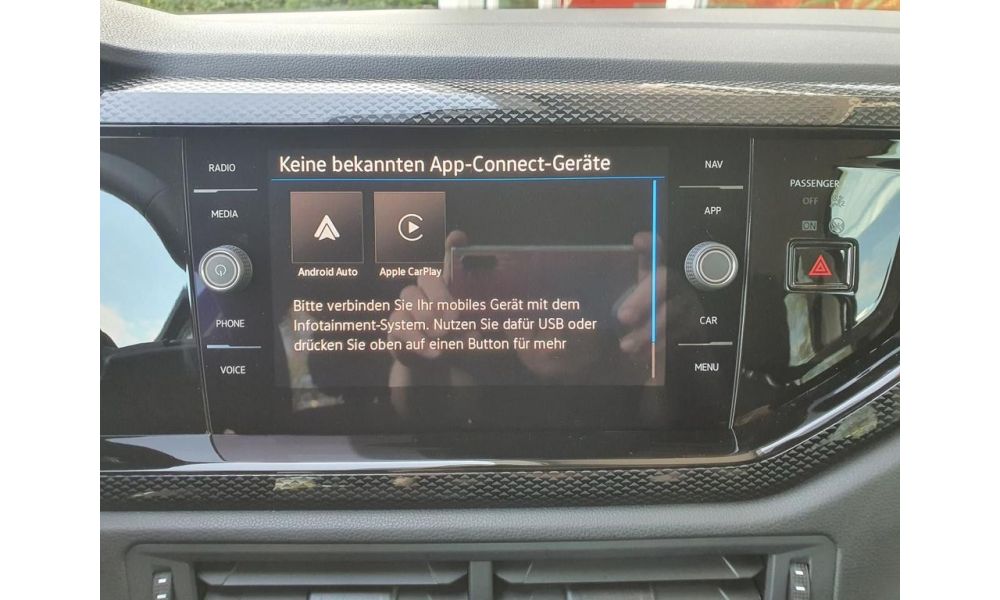 RADIO
MEDIA
PHONE
VOICE
Keine bekannten App-Connect-Geräte
Android Auto
Apple CarPlay
Bitte verbinden Sie Ihr mobiles Gerät mit dem
Infotainment-System. Nutzen Sie dafür USB oder
drücken Sie oben auf einen Button für mehr
NAV
APP
CAR
MENU
PASSENGER
OFF
ON